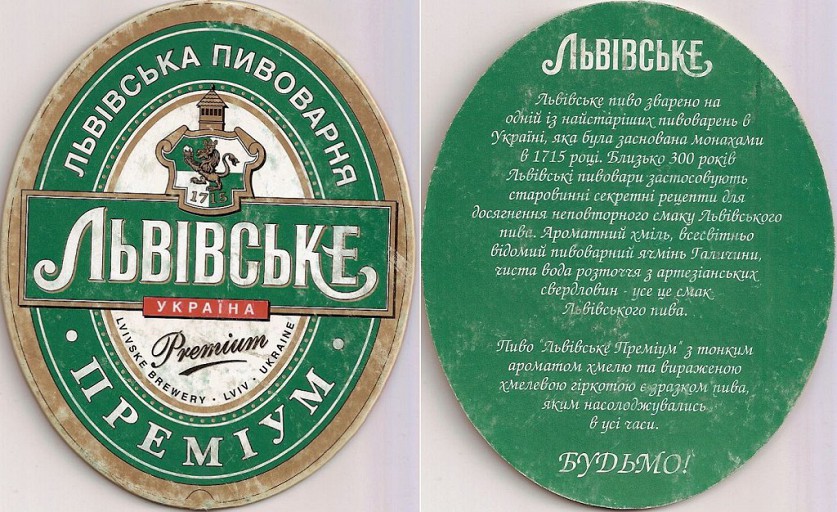 ЛЬВІВСЬКА ПИВОВАРНЯ
1715
ЛЬВІВСЬКЕ
УКРАЇНА
Premium
LVIVSKE BREWERY · LVIV · UKRAINE
· ПРЕМІУМ ·
ЛЬВІВСЬКЕ
Львівське пиво зварено на
одній із найстаріших пивоварень в
Україні, яка була заснована монахами
в 1715 році. Близько 300 років
Львівські пивовари застосовують
старовинні секретні рецепти для
досягнення неповторного смаку Львівського
пива. Ароматний хміль, всесвітньо
відомий пивоварний ячмінь Галичини,
чиста вода розточчя з артезіанських
свердловин - усе це смак
Львівського пива.
Пиво "Львівське Преміум" з тонким
ароматом хмелю та вираженою
хмелевою гіркотою є зразком пива,
яким насолоджувались
в усі часи.
БУДЬМО!